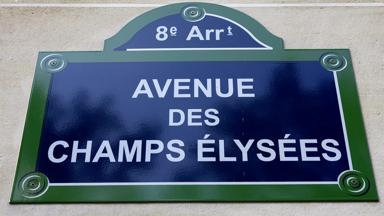 8e Arrt
AVENUE
DES
CHAMPS ÉLYSÉES